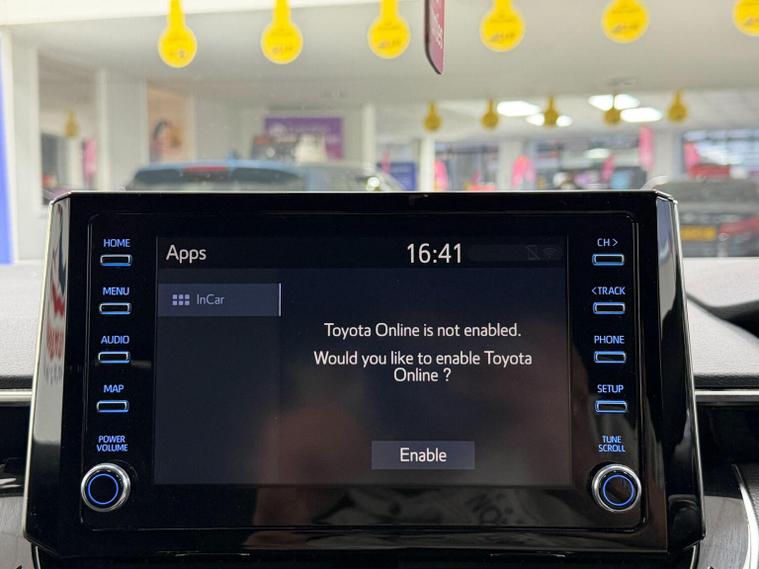 HOME
MENU
AUDIO
MAP
POWER
VOLUME
Apps
16:41
InCar
Toyota Online is not enabled.
Would you like to enable Toyota
Online ?
Enable
CH >
< TRACK
PHONE
SETUP
TUNE
SCROLL